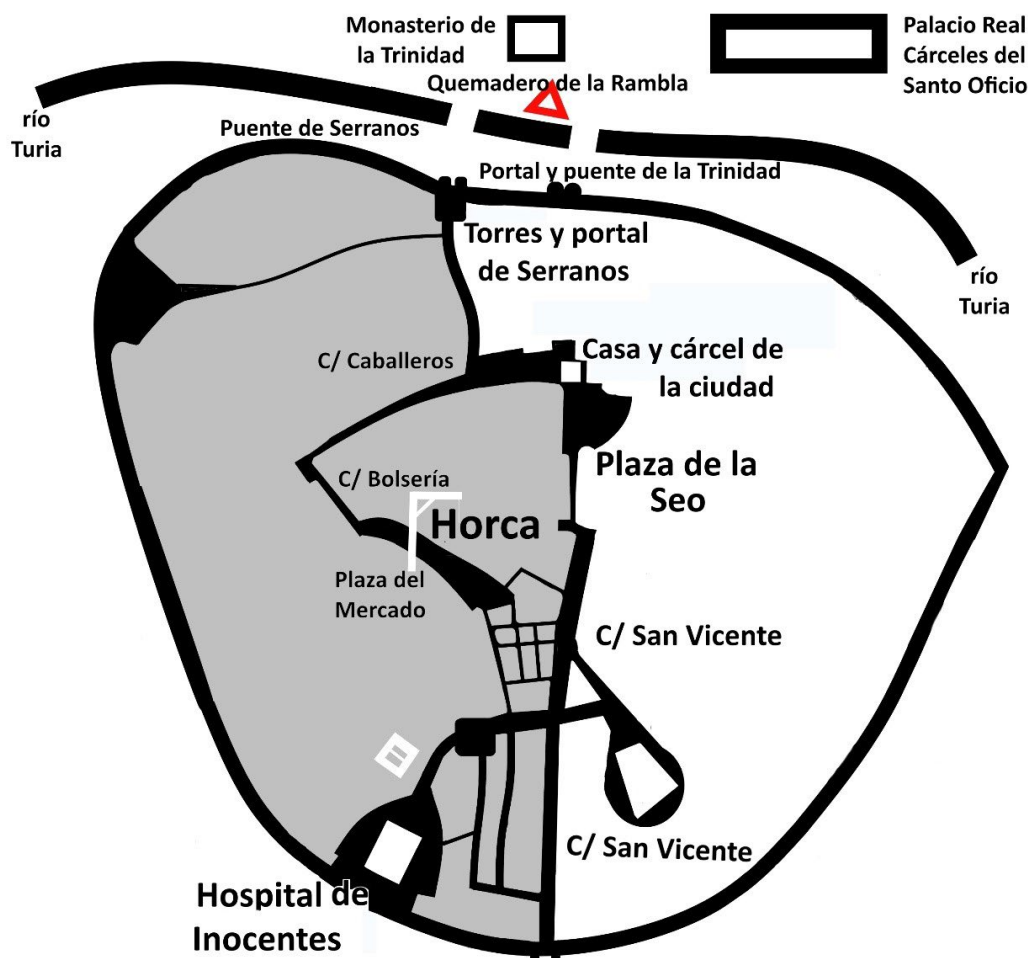 Monasterio de
la Trinidad
Palacio Real
Cárceles del
Santo Oficio
Quemadero de la Rambla
río
Turia
Puente de Serranos
Portal y puente de la Trinidad
Torres y portal
de Serranos
río
Turia
C/ Caballeros
Casa y cárcel de
la ciudad
C/ Bolsería
Plaza de la
Seo
Horca
Plaza del
Mercado
C/ San Vicente
C/ San Vicente
Hospital de
Inocentes